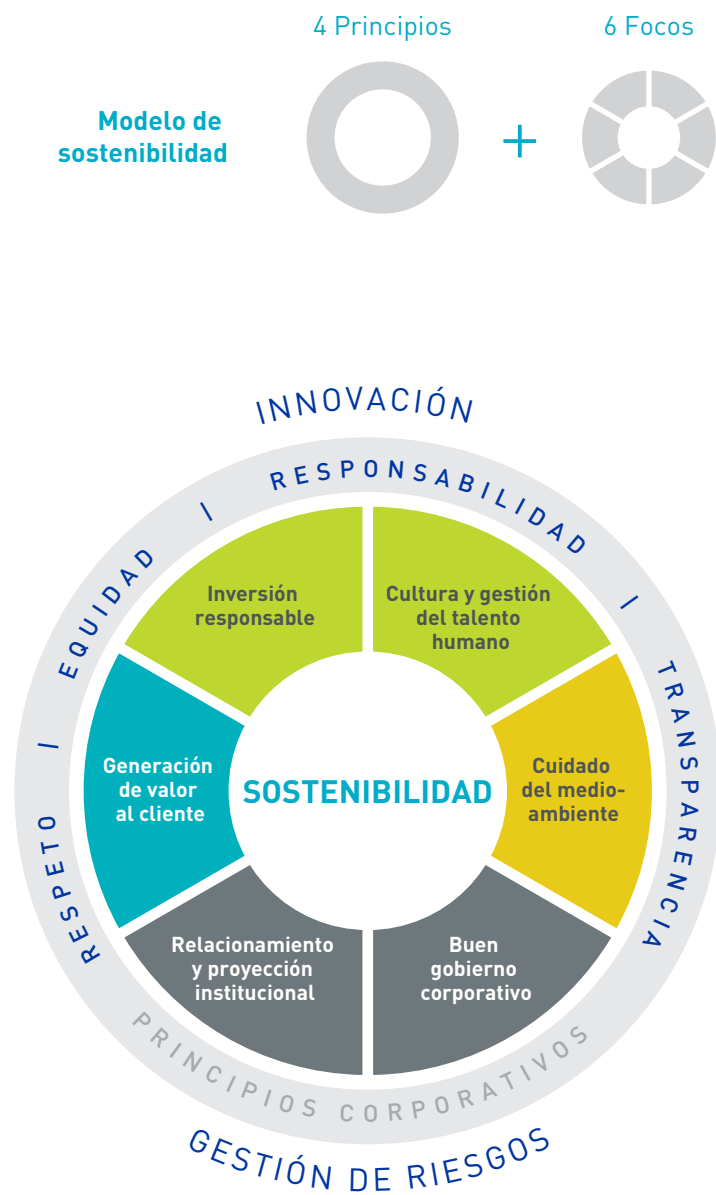 4 Principios
6 Focos
Modelo de
sostenibilidad
+
INNOVACIÓN
RESPETO | EQUIDAD | RESPONSABILIDAD | TRANSPARENCIA
Inversión
responsable
Cultura y gestión
del talento
humano
Generación
de valor
al cliente
SOSTENIBILIDAD
Cuidado
del medio-
ambiente
Relacionamiento
y proyección
institucional
Buen
gobierno
corporativo
PRINCIPIOS CORPORATIVOS
GESTIÓN DE RIESGOS